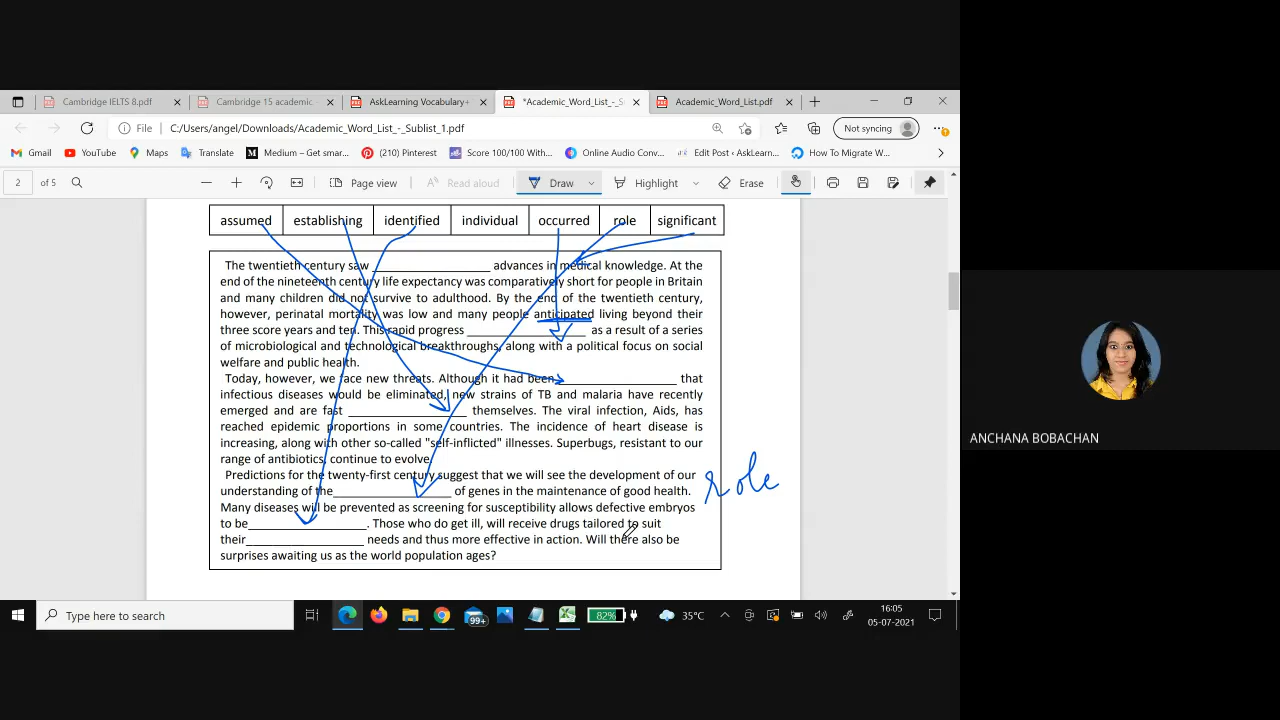 Cambridge IELTS 8.pdf
Cambridge 15 academic
AskLearning Vocabulary+
*Academic_Word_List_-_Su
Academic_Word_List.pdf
File C:/Users/angel/Downloads/Academic_Word_List_-_Sublist_1.pdf Not syncing
Gmail YouTube Maps Translate Medium – Get smar... (210) Pinterest Score 100/100 With... Online Audio Conv... Edit Post ‹ AskLearn... How To Migrate W...
2 of 5 Page view Read aloud Draw Highlight Erase
assumed establishing identified individual occurred role significant
The twentieth century saw _______________ advances in medical knowledge. At the
end of the nineteenth century life expectancy was comparatively short for people in Britain
and many children did not survive to adulthood. By the end of the twentieth century,
however, perinatal mortality was low and many people anticipated living beyond their
three score years and ten. This rapid progress _______________ as a result of a series
of microbiological and technological breakthroughs, along with a political focus on social
welfare and public health.
Today, however, we face new threats. Although it had been _______________ that
infectious diseases would be eliminated, new strains of TB and malaria have recently
emerged and are fast _______________ themselves. The viral infection, Aids, has
reached epidemic proportions in some countries. The incidence of heart disease is
increasing, along with other so-called "self-inflicted" illnesses. Superbugs, resistant to our
range of antibiotics, continue to evolve.
Predictions for the twenty-first century suggest that we will see the development of our
understanding of the_______________ of genes in the maintenance of good health.
Many diseases will be prevented as screening for susceptibility allows defective embryos
to be_______________. Those who do get ill, will receive drugs tailored to suit
their_______________ needs and thus more effective in action. Will there also be
surprises awaiting us as the world population ages?
role
ANCHANA BOBACHAN
Type here to search
99+
82%
35°C
16:05
05-07-2021